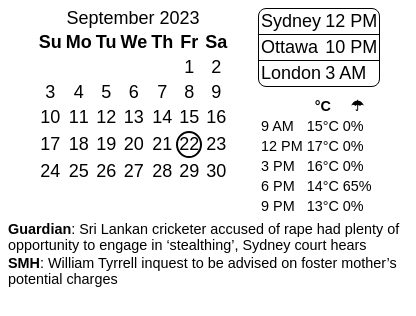 September 2023
Su Mo Tu We Th Fr Sa
1 2
3 4 5 6 7 8 9
10 11 12 13 14 15 16
17 18 19 20 21 22 23
24 25 26 27 28 29 30
Sydney 12 PM
Ottawa 10 PM
London 3 AM
°C ☂
9 AM 15°C 0%
12 PM 17°C 0%
3 PM 16°C 0%
6 PM 14°C 65%
9 PM 13°C 0%
Guardian: Sri Lankan cricketer accused of rape had plenty of
opportunity to engage in ‘stealthing’, Sydney court hears
SMH: William Tyrrell inquest to be advised on foster mother’s
potential charges